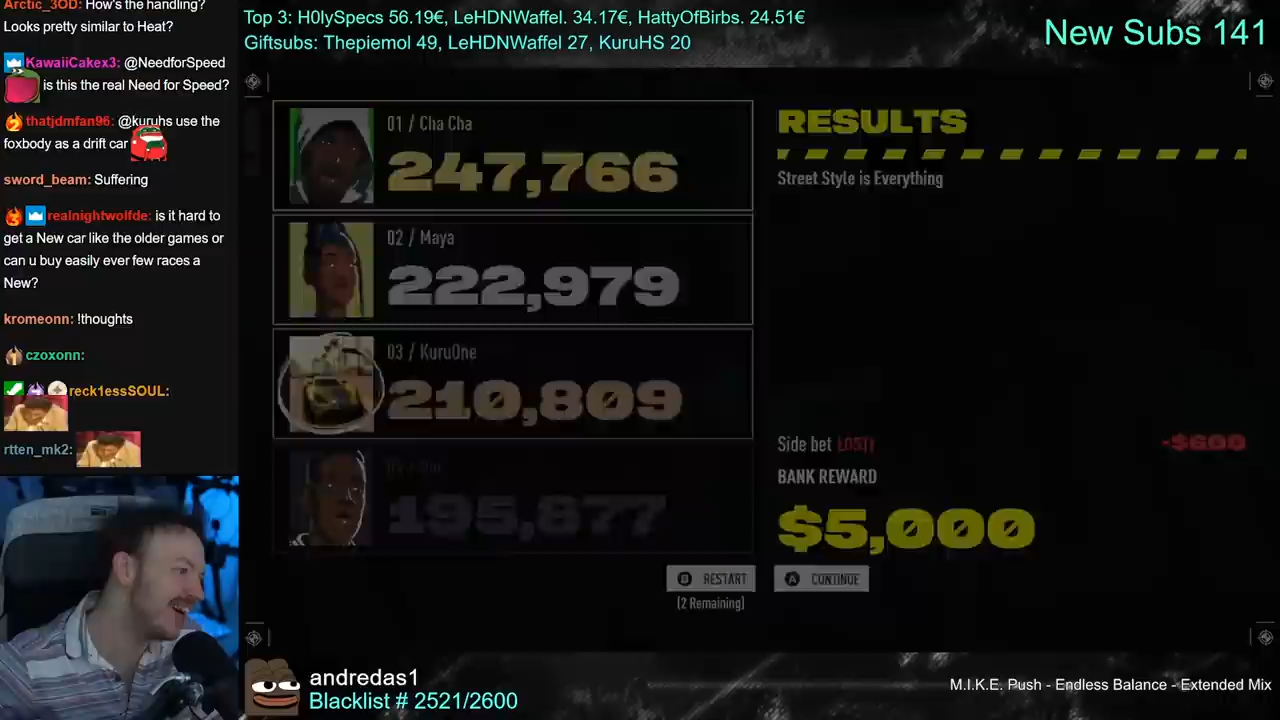 Arctic_3OD: How's the handling?
Looks pretty similar to Heat?
KawaiiCakex3: @NeedforSpeed
is this the real Need for Speed?
thatjdmfan96: @kuruhs use the
foxbody as a drift car
sword_beam: Suffering
realnightwolfde: is it hard to
get a New car like the older games or
can u buy easily ever few races a
New?
kromeonn: !thoughts
czoxonn:
reck1essSOUL:
rtten_mk2:
Top 3: H0lySpecs 56.19€, LeHDNWaffel. 34.17€, HattyOfBirbs. 24.51€
Giftsubs: Thepiemol 49, LeHDNWaffel 27, KuruHS 20
New Subs 141
01 / Cha Cha
247,766
02 / Maya
222,979
03 / KuruOne
210,809
195,877
RESULTS
Street Style is Everything
Side bet LOST! -$600
BANK REWARD
$5,000
B RESTART
A CONTINUE
[2 Remaining]
andredas1
Blacklist # 2521/2600
M.I.K.E. Push - Endless Balance - Extended Mix